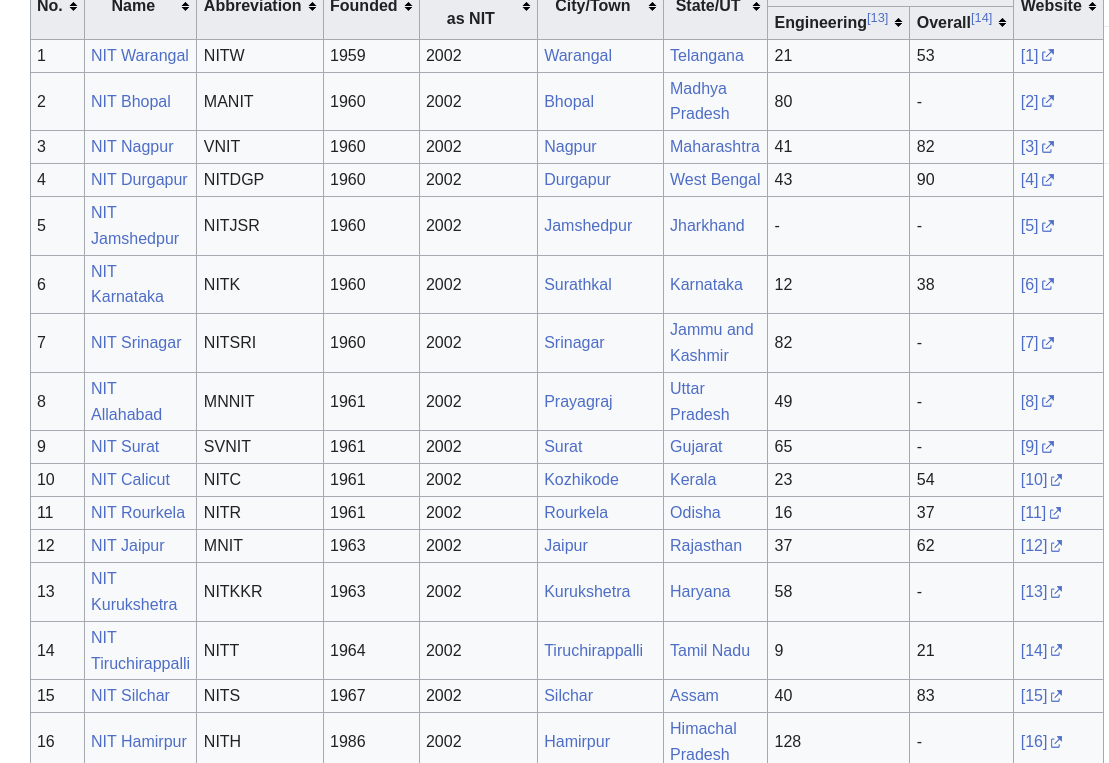 No. Name Abbreviation Founded as NIT City/Town State/UT Engineering[13] Overall[14] Website
1 NIT Warangal NITW 1959 2002 Warangal Telangana 21 53 [1]
2 NIT Bhopal MANIT 1960 2002 Bhopal Madhya Pradesh 80 - [2]
3 NIT Nagpur VNIT 1960 2002 Nagpur Maharashtra 41 82 [3]
4 NIT Durgapur NITDGP 1960 2002 Durgapur West Bengal 43 90 [4]
5 NIT Jamshedpur NITJSR 1960 2002 Jamshedpur Jharkhand - - [5]
6 NIT Karnataka NITK 1960 2002 Surathkal Karnataka 12 38 [6]
7 NIT Srinagar NITSRI 1960 2002 Srinagar Jammu and Kashmir 82 - [7]
8 NIT Allahabad MNNIT 1961 2002 Prayagraj Uttar Pradesh 49 - [8]
9 NIT Surat SVNIT 1961 2002 Surat Gujarat 65 - [9]
10 NIT Calicut NITC 1961 2002 Kozhikode Kerala 23 54 [10]
11 NIT Rourkela NITR 1961 2002 Rourkela Odisha 16 37 [11]
12 NIT Jaipur MNIT 1963 2002 Jaipur Rajasthan 37 62 [12]
13 NIT Kurukshetra NITKKR 1963 2002 Kurukshetra Haryana 58 - [13]
14 NIT Tiruchirappalli NITT 1964 2002 Tiruchirappalli Tamil Nadu 9 21 [14]
15 NIT Silchar NITS 1967 2002 Silchar Assam 40 83 [15]
16 NIT Hamirpur NITH 1986 2002 Hamirpur Himachal Pradesh 128 - [16]